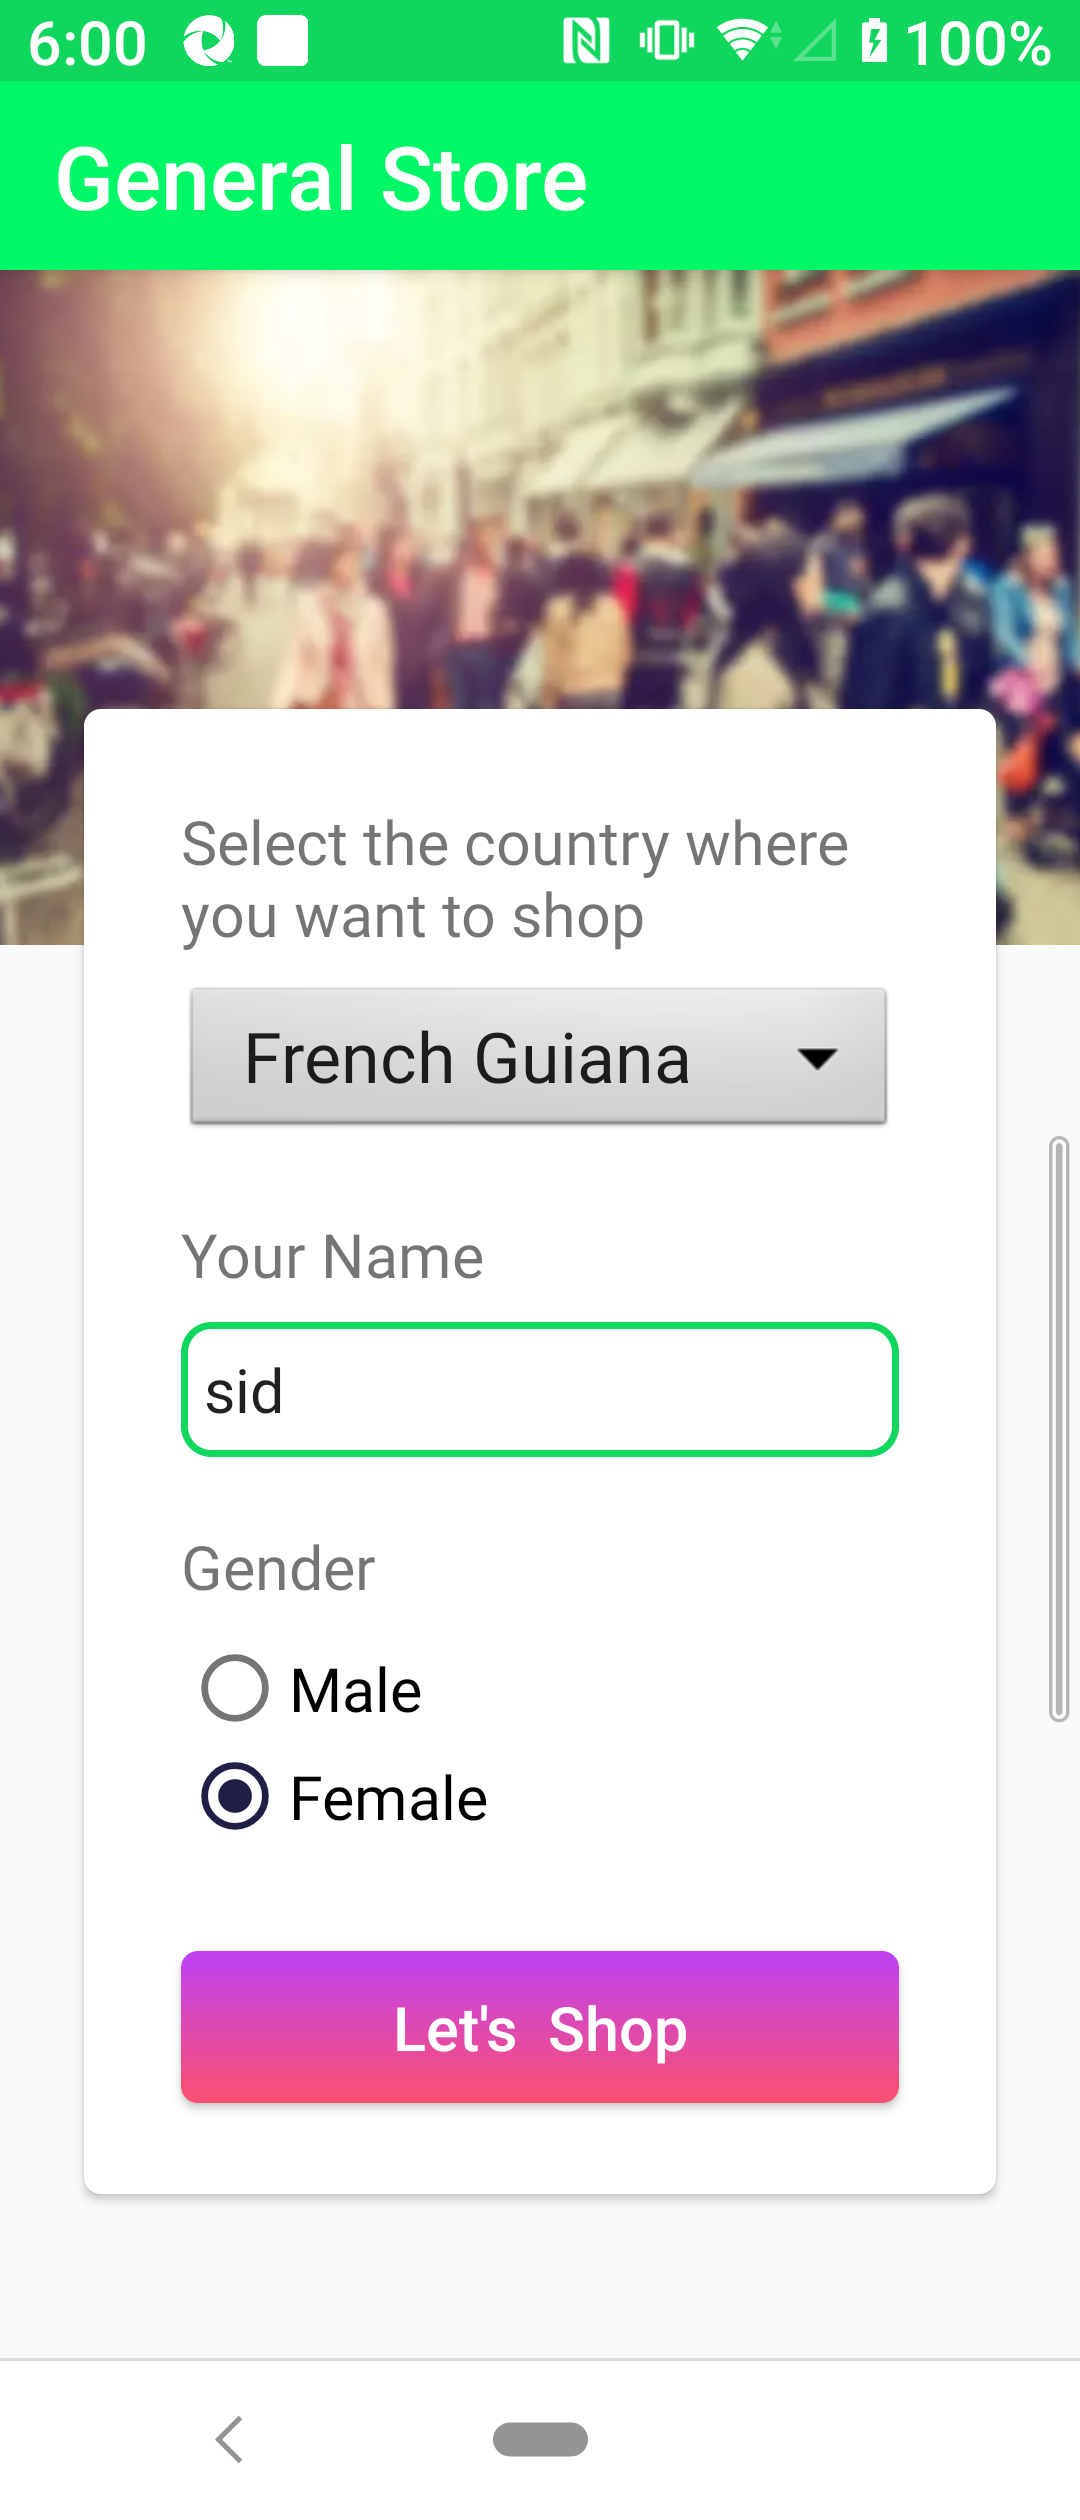 6:00 100%
General Store
Select the country where
you want to shop
French Guiana
Your Name
sid
Gender
Male
Female
Let's Shop